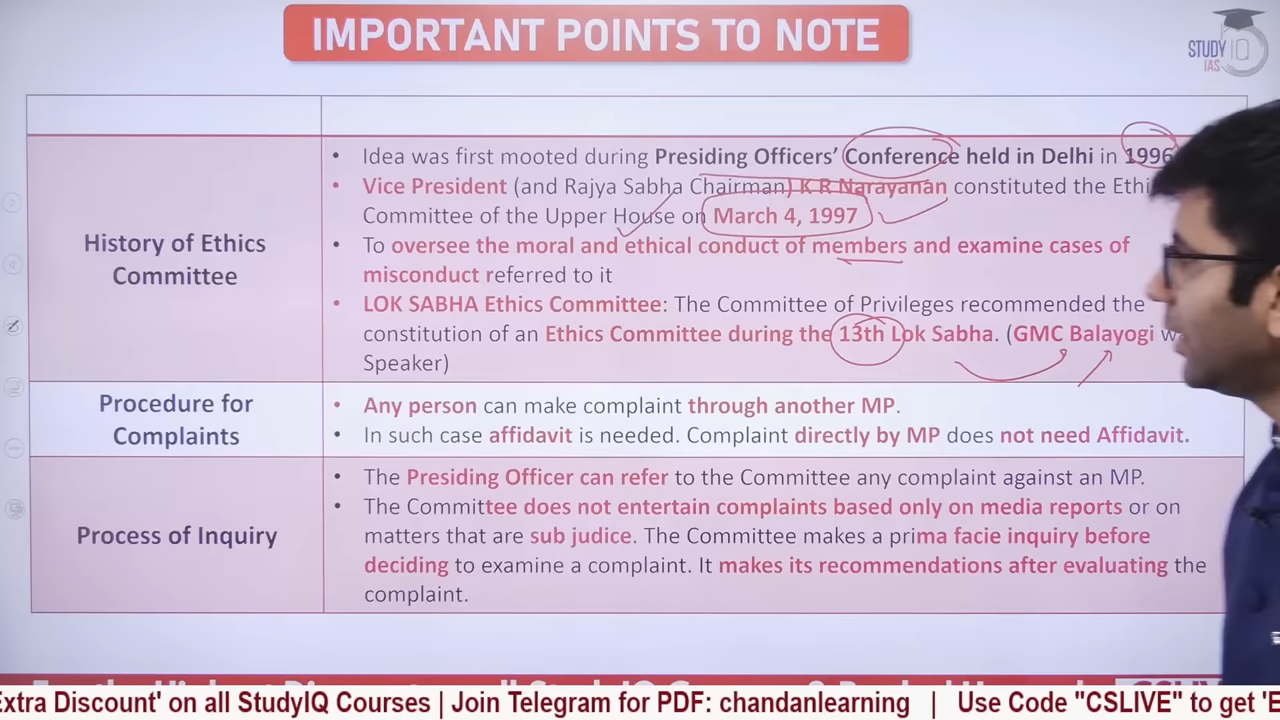 IMPORTANT POINTS TO NOTE
STUDY IQ
IAS
History of Ethics
Committee
• Idea was first mooted during Presiding Officers’ Conference held in Delhi in 1996
• Vice President (and Rajya Sabha Chairman) K R Narayanan constituted the
Committee of the Upper House on March 4, 1997
• To oversee the moral and ethical conduct of members and examine cases of
misconduct referred to it
• LOK SABHA Ethics Committee: The Committee of Privileges recommended the
constitution of an Ethics Committee during the 13th Lok Sabha. (GMC Balayogi
Speaker)
Procedure for
Complaints
• Any person can make complaint through another MP.
• In such case affidavit is needed. Complaint directly by MP does not need Affidavit.
Process of Inquiry
• The Presiding Officer can refer to the Committee any complaint against an MP.
• The Committee does not entertain complaints based only on media reports or on
matters that are sub judice. The Committee makes a prima facie inquiry before
deciding to examine a complaint. It makes its recommendations after evaluating the
complaint.
Extra Discount' on all StudyIQ Courses | Join Telegram for PDF: chandanlearning | Use Code "CSLIVE" to get 'E